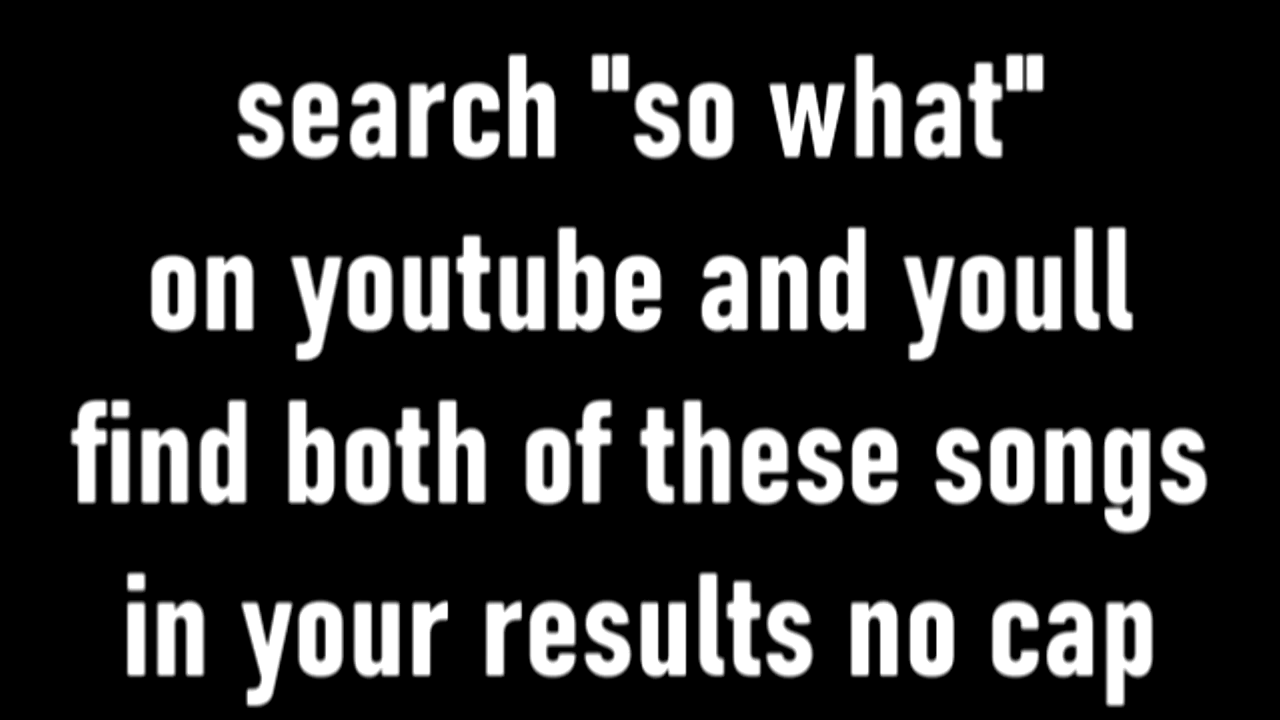 search "so what"
on youtube and youll
find both of these songs
in your results no cap